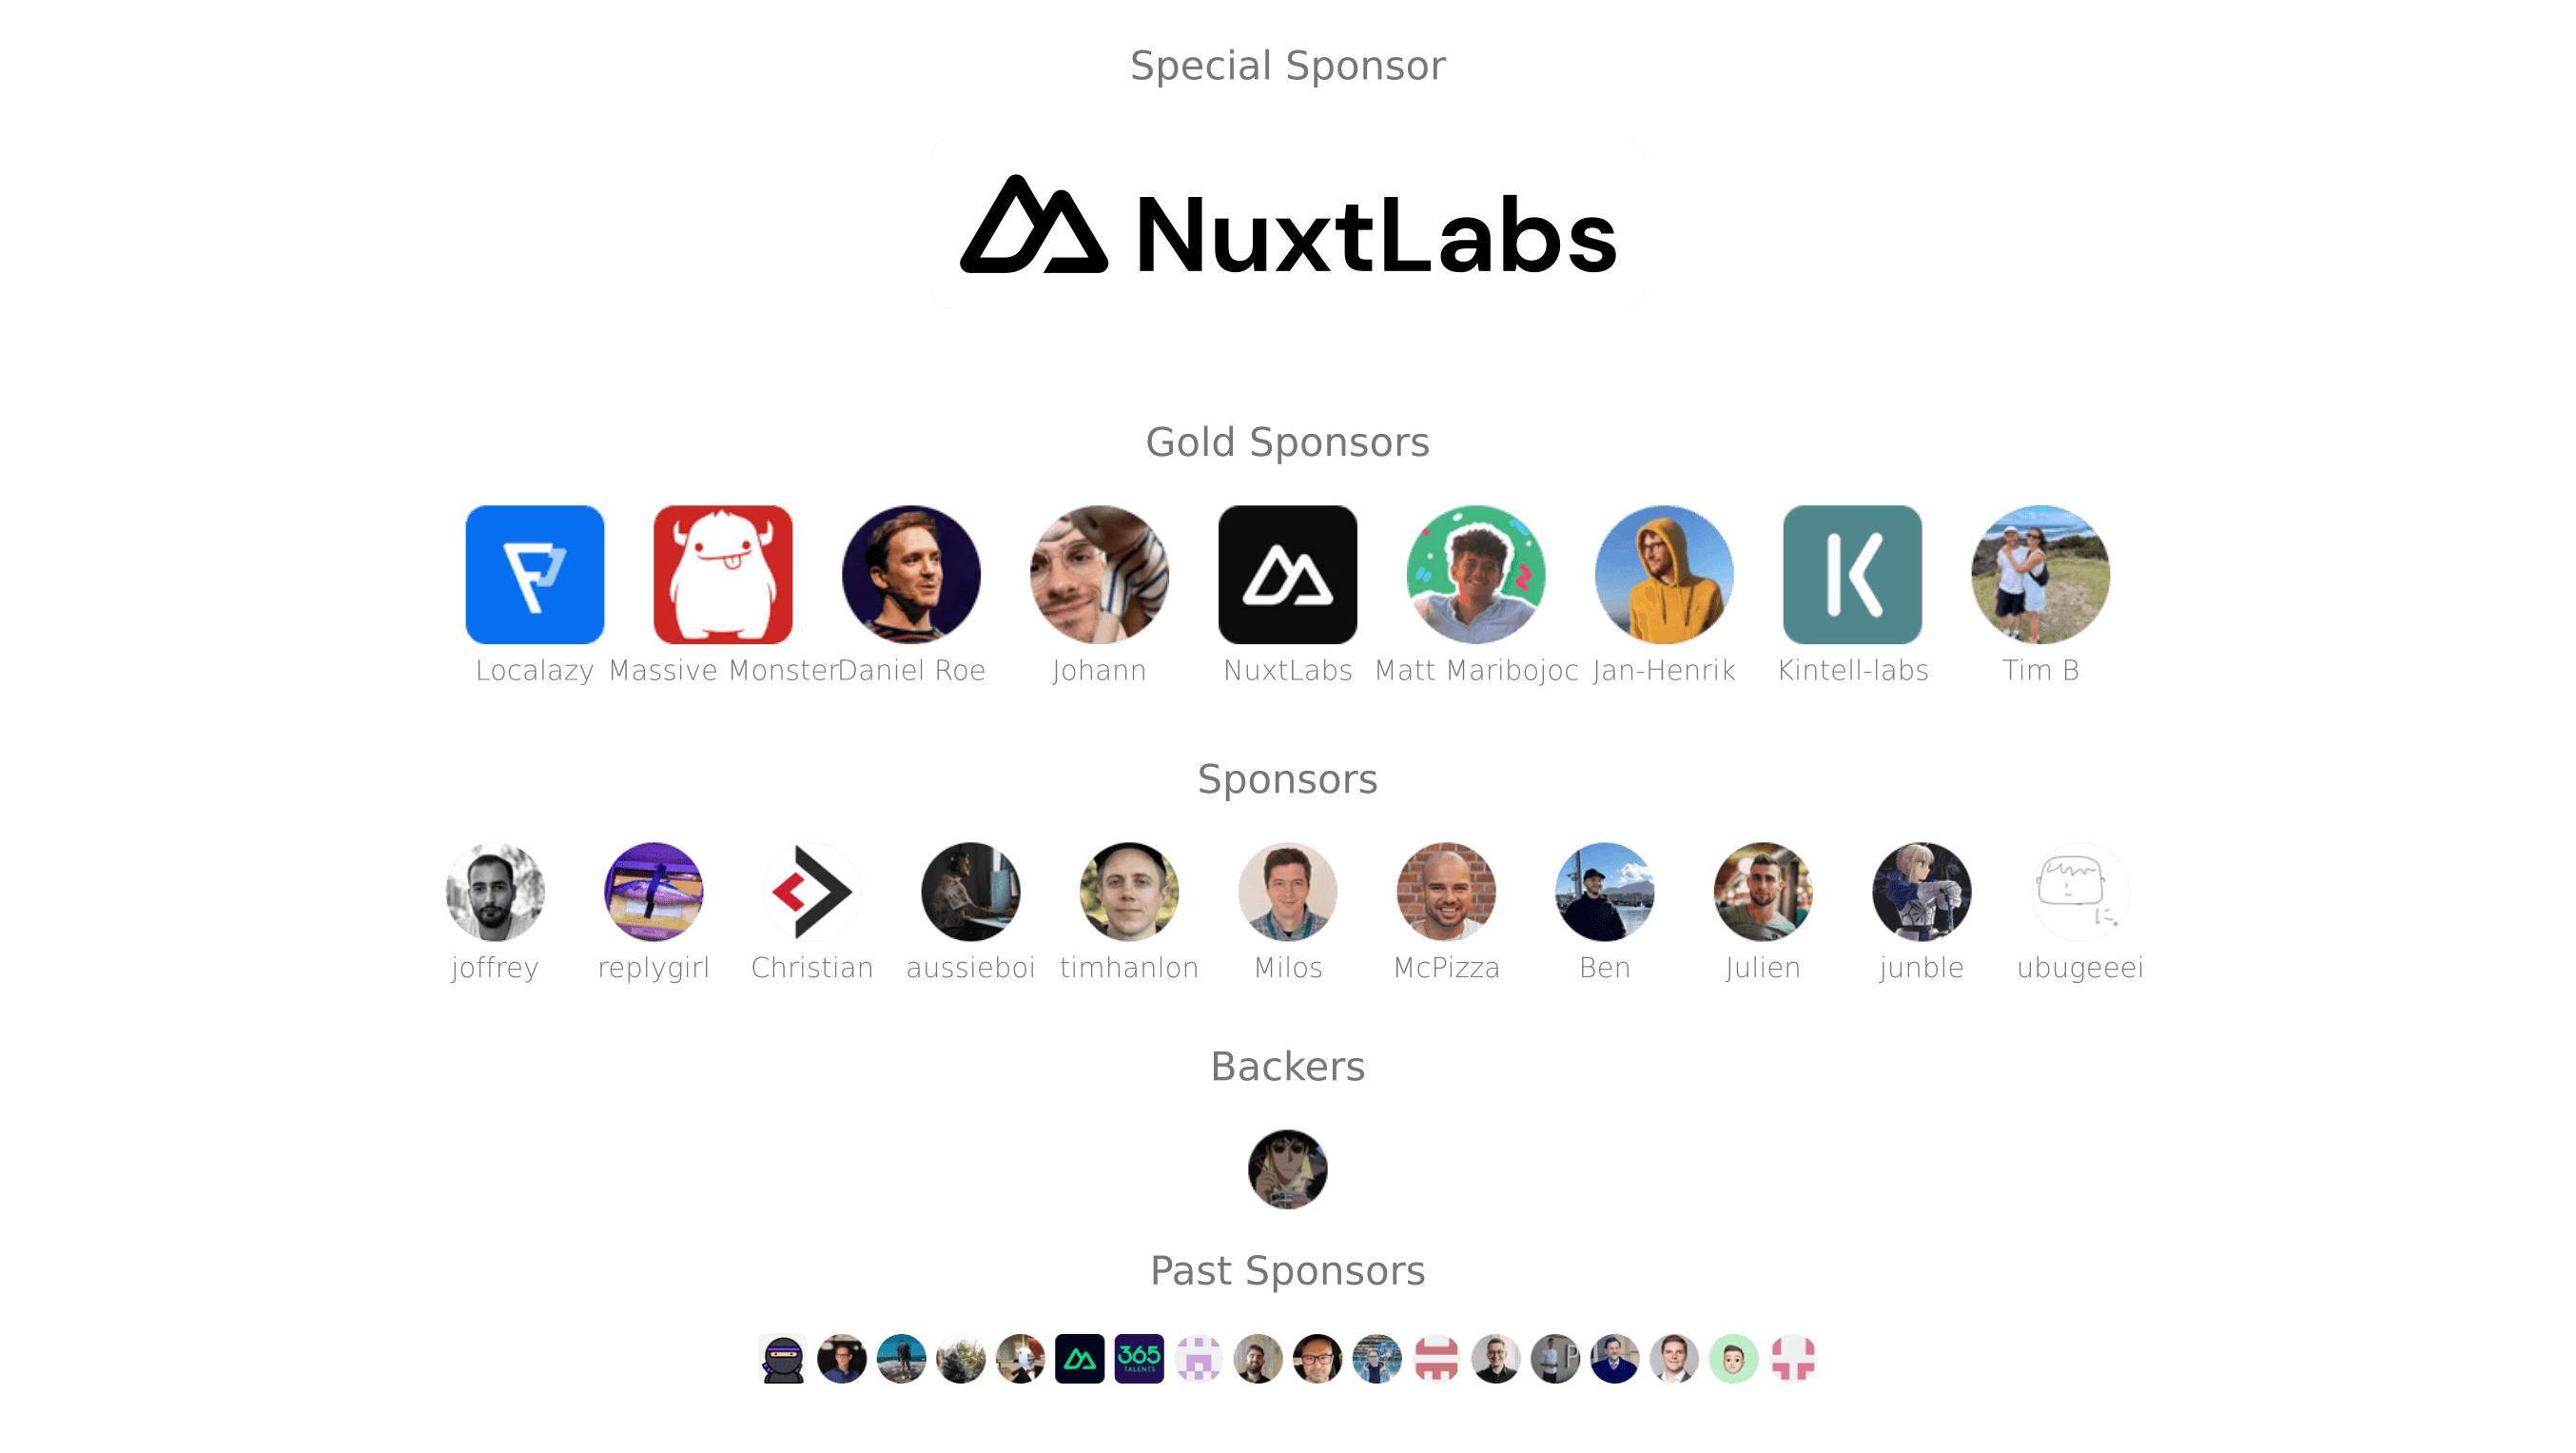 Special Sponsor
NuxtLabs
Gold Sponsors
Localazy Massive Monster Daniel Roe Johann NuxtLabs Matt Maribojoc Jan-Henrik Kintell-labs Tim B
Sponsors
joffrey replygirl Christian aussieboi timhanlon Milos McPizza Ben Julien junble ubugeeei
Backers
Past Sponsors
365
TALENTS